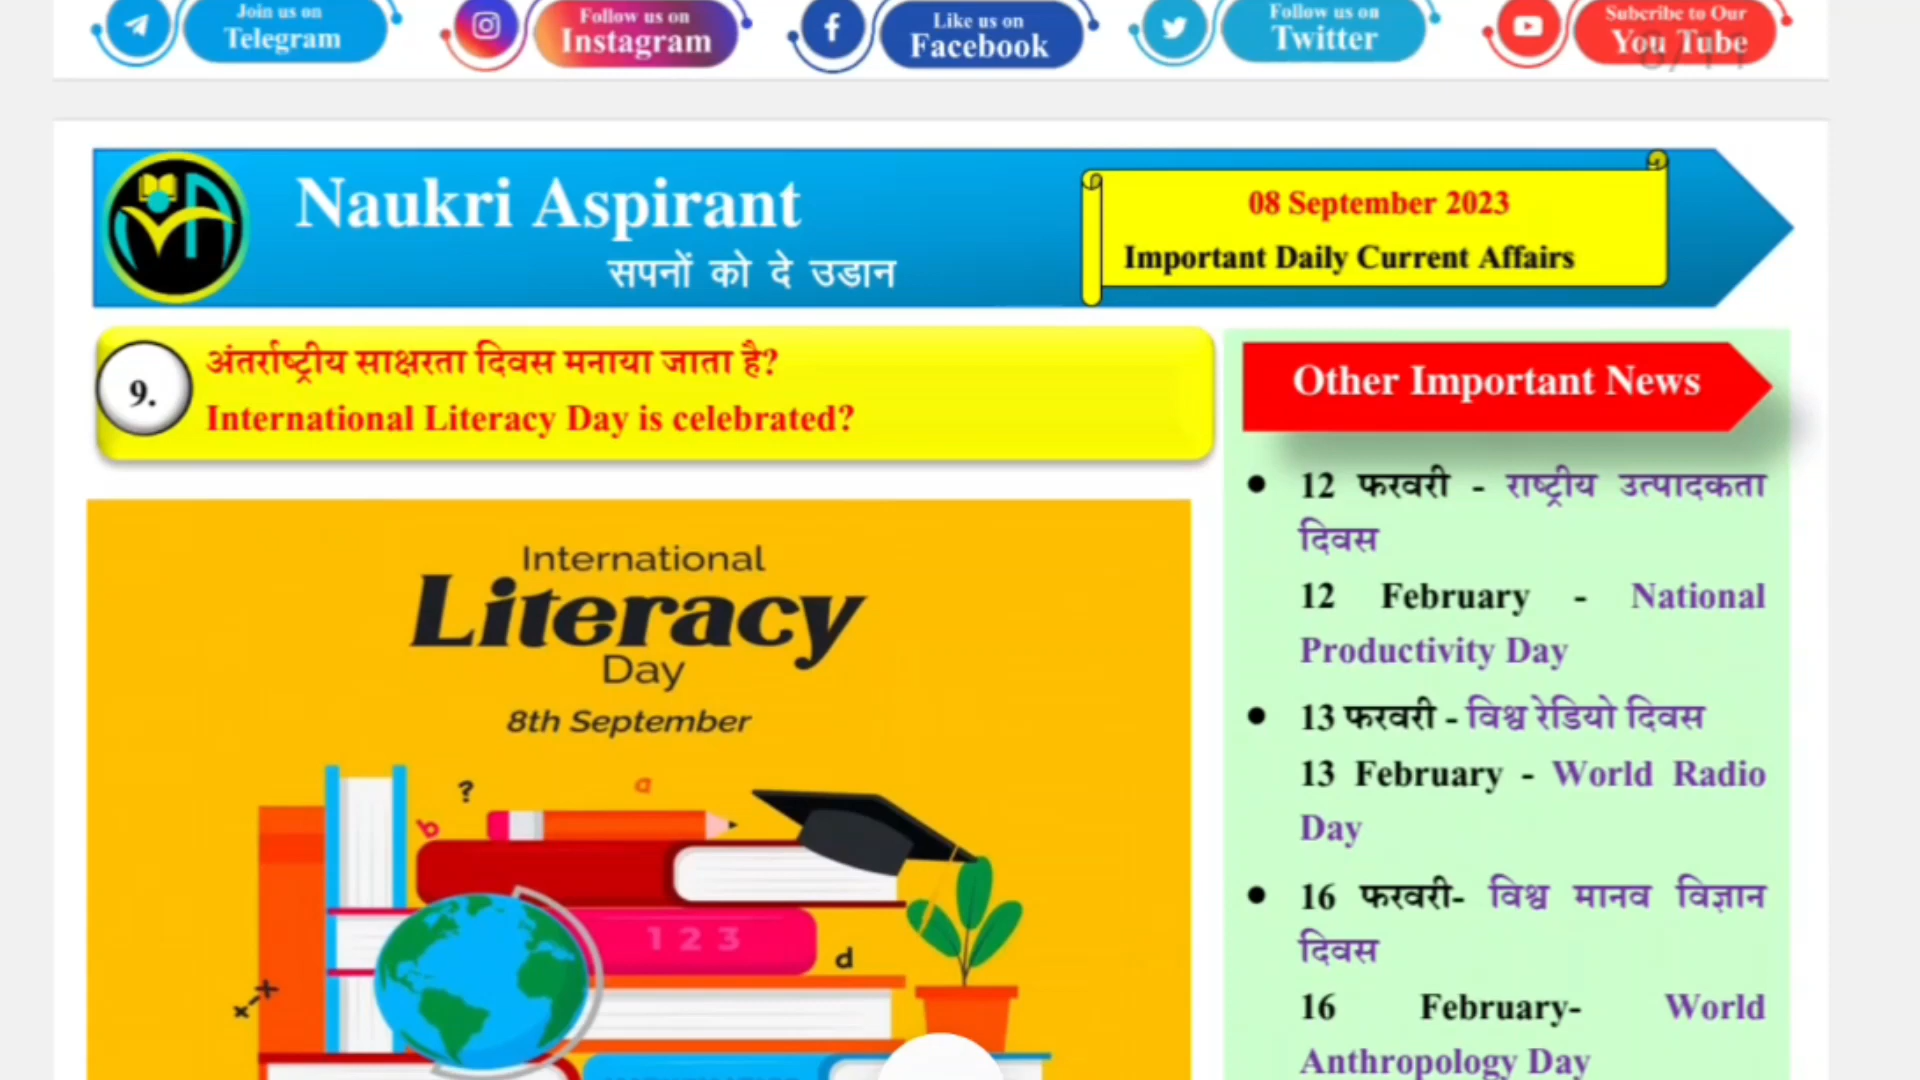 Join us on
Telegram
Follow us on
Instagram
Like us on
Facebook
Follow us on
Twitter
Subcribe to Our
You Tube
8/11
Naukri Aspirant
सपनों को दे उडान
08 September 2023
Important Daily Current Affairs
9.
अंतर्राष्ट्रीय साक्षरता दिवस मनाया जाता है?
International Literacy Day is celebrated?
International
Literacy
Day
8th September
?
a
b
1 2 3
d
Other Important News
12 फरवरी - राष्ट्रीय उत्पादकता
दिवस
12 February - National
Productivity Day
13 फरवरी - विश्व रेडियो दिवस
13 February - World Radio
Day
16 फरवरी- विश्व मानव विज्ञान
दिवस
16 February- World
Anthropology Day